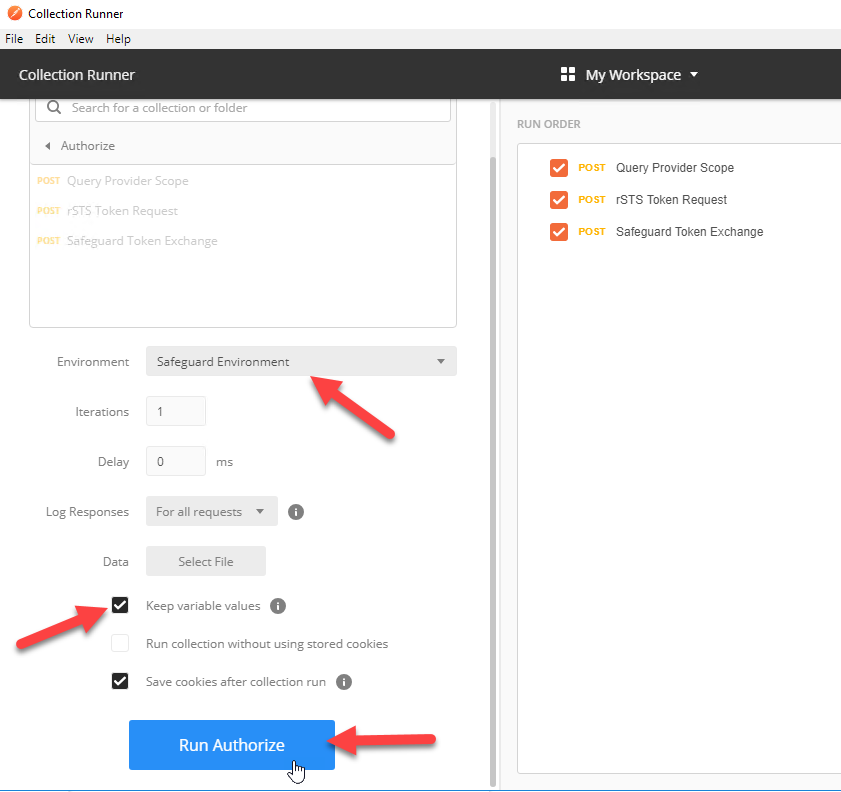 Collection Runner
File Edit View Help
Collection Runner
My Workspace
Search for a collection or folder
Authorize
POST Query Provider Scope
POST rSTS Token Request
POST Safeguard Token Exchange
Environment Safeguard Environment
Iterations 1
Delay 0 ms
Log Responses For all requests
Data Select File
Keep variable values
Run collection without using stored cookies
Save cookies after collection run
Run Authorize
RUN ORDER
POST Query Provider Scope
POST rSTS Token Request
POST Safeguard Token Exchange